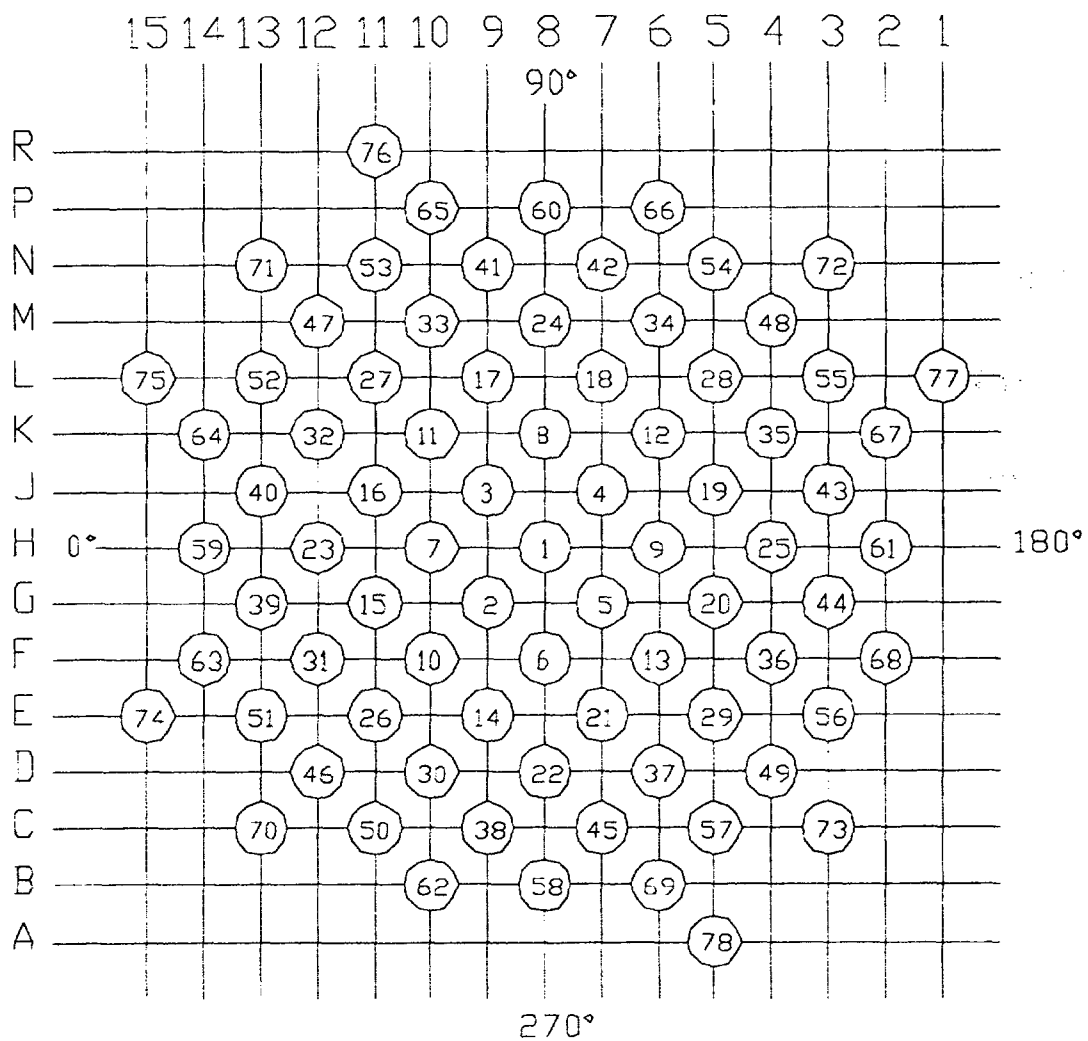 15 14 13 12 11 10 9 8 7 6 5 4 3 2 1
90°
R 76
P 65 60 66
N 71 53 41 42 54 72
M 47 33 24 34 48
L 75 52 27 17 18 28 55 77
K 64 32 11 8 12 35 67
J 40 16 3 4 19 43
H 0° 59 23 7 1 9 25 61 180°
G 39 15 2 5 20 44
F 63 31 10 6 13 36 68
E 74 51 26 14 21 29 56
D 46 30 22 37 49
C 70 50 38 45 57 73
B 62 58 69
A 78
270°